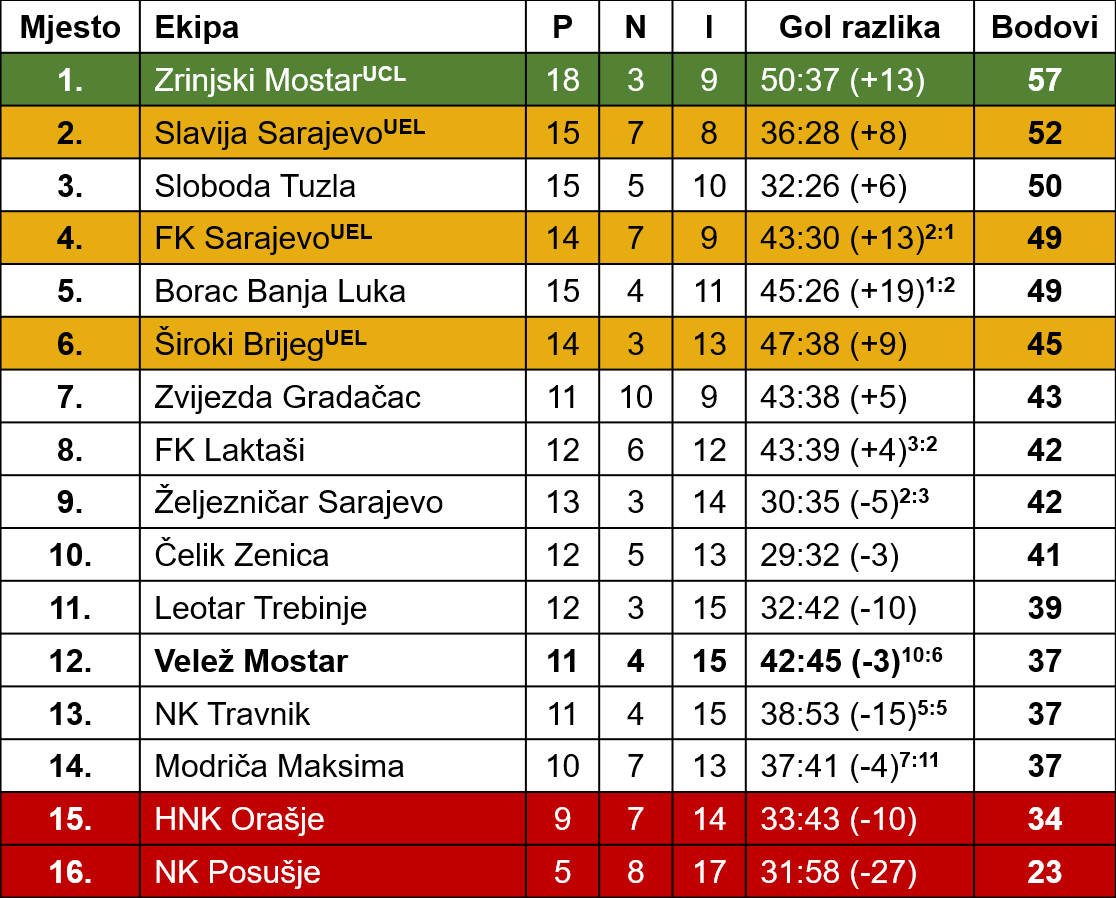 Mjesto Ekipa P N I Gol razlika Bodovi
1. Zrinjski MostarUCL 18 3 9 50:37 (+13) 57
2. Slavija SarajevoUEL 15 7 8 36:28 (+8) 52
3. Sloboda Tuzla 15 5 10 32:26 (+6) 50
4. FK SarajevoUEL 14 7 9 43:30 (+13)2:1 49
5. Borac Banja Luka 15 4 11 45:26 (+19)1:2 49
6. Široki BrijegUEL 14 3 13 47:38 (+9) 45
7. Zvijezda Gradačac 11 10 9 43:38 (+5) 43
8. FK Laktaši 12 6 12 43:39 (+4)3:2 42
9. Željezničar Sarajevo 13 3 14 30:35 (-5)2:3 42
10. Čelik Zenica 12 5 13 29:32 (-3) 41
11. Leotar Trebinje 12 3 15 32:42 (-10) 39
12. Velež Mostar 11 4 15 42:45 (-3)10:6 37
13. NK Travnik 11 4 15 38:53 (-15)5:5 37
14. Modriča Maksima 10 7 13 37:41 (-4)7:11 37
15. HNK Orašje 9 7 14 33:43 (-10) 34
16. NK Posušje 5 8 17 31:58 (-27) 23